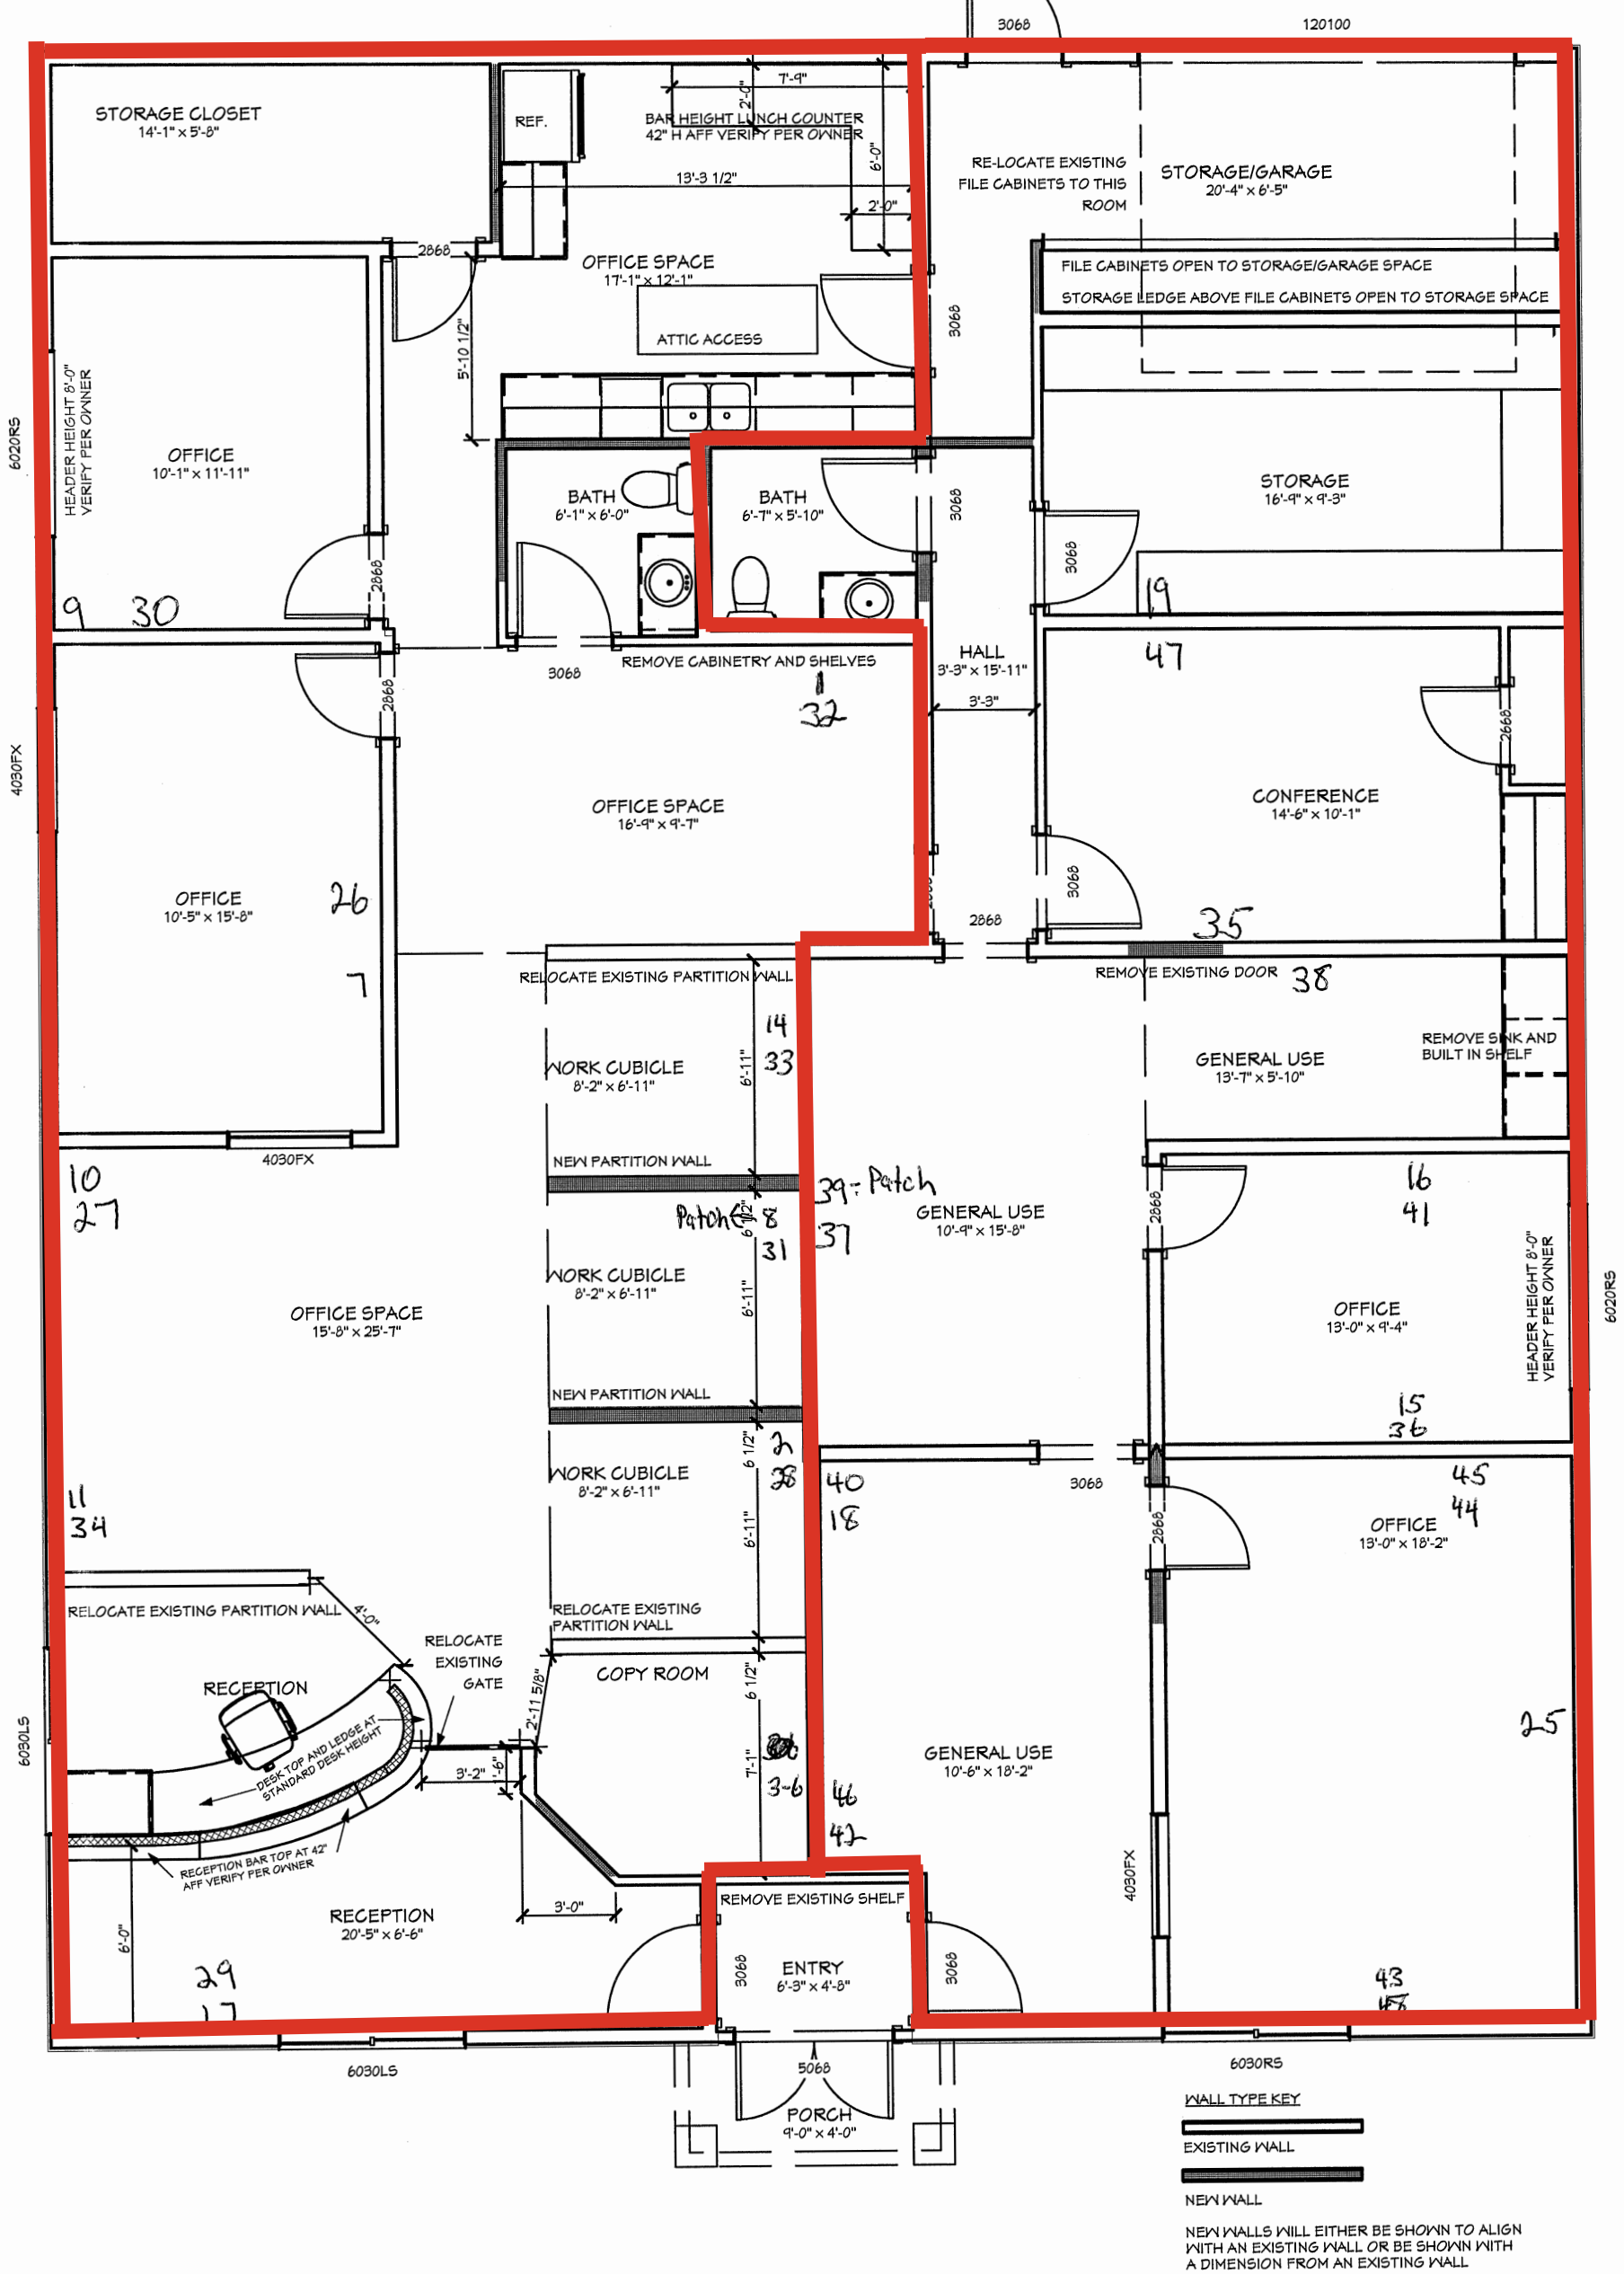 3068
120100
STORAGE CLOSET
14'-1" x 5'-8"
REF.
7'-9"
2'-0"
BAR HEIGHT LUNCH COUNTER
42" H AFF VERIFY PER OWNER
6'-0"
13'-3 1/2"
2'-0"
RE-LOCATE EXISTING
FILE CABINETS TO THIS
ROOM
STORAGE/GARAGE
20'-4" x 6'-5"
2868
OFFICE SPACE
17'-1" x 12'-1"
FILE CABINETS OPEN TO STORAGE/GARAGE SPACE
STORAGE LEDGE ABOVE FILE CABINETS OPEN TO STORAGE SPACE
ATTIC ACCESS
3068
5'-10 1/2"
6020RS
HEADER HEIGHT 8'-0"
VERIFY PER OWNER
OFFICE
10'-1" x 11'-11"
2868
9 30
BATH
6'-1" x 6'-0"
BATH
6'-7" x 5'-10"
3068
3068
STORAGE
16'-9" x 9'-3"
19
3068
REMOVE CABINETRY AND SHELVES
1
32
HALL
3'-3" x 15'-11"
3'-3"
47
2868
2668
4030FX
OFFICE SPACE
16'-9" x 9'-7"
CONFERENCE
14'-6" x 10'-1"
OFFICE
10'-5" x 15'-8"
26
7
3068
2868
35
RELOCATE EXISTING PARTITION WALL
REMOVE EXISTING DOOR
38
14
33
WORK CUBICLE
8'-2" x 6'-11"
6'-11"
GENERAL USE
13'-7" x 5'-10"
REMOVE SINK AND
BUILT IN SHELF
4030FX
NEW PARTITION WALL
10
27
Patch
6 1/2"
8
31
39 - Patch
37
GENERAL USE
10'-9" x 15'-8"
2868
16
41
WORK CUBICLE
8'-2" x 6'-11"
6'-11"
OFFICE SPACE
15'-8" x 25'-7"
OFFICE
13'-0" x 9'-4"
HEADER HEIGHT 8'-0"
VERIFY PER OWNER
6020RS
NEW PARTITION WALL
15
36
6 1/2"
2
28
WORK CUBICLE
8'-2" x 6'-11"
6'-11"
40
18
3068
2868
45
44
OFFICE
13'-0" x 18'-2"
11
34
RELOCATE EXISTING PARTITION WALL
4'-0"
RELOCATE EXISTING
PARTITION WALL
RELOCATE
EXISTING
GATE
COPY ROOM
6 1/2"
2'-11 5/8"
RECEPTION
DESK TOP AND LEDGE AT
STANDARD DESK HEIGHT
6030LS
3'-2"
1'-6"
7'-1"
3-6
46
42
GENERAL USE
10'-6" x 18'-2"
25
RECEPTION BAR TOP AT 42"
AFF VERIFY PER OWNER
4030FX
REMOVE EXISTING SHELF
3'-0"
RECEPTION
20'-5" x 6'-6"
6'-0"
3068
ENTRY
6'-3" x 4'-8"
3068
29
17
43
48
6030LS
5068
6030RS
PORCH
9'-0" x 4'-0"
WALL TYPE KEY
EXISTING WALL
NEW WALL
NEW WALLS WILL EITHER BE SHOWN TO ALIGN
WITH AN EXISTING WALL OR BE SHOWN WITH
A DIMENSION FROM AN EXISTING WALL